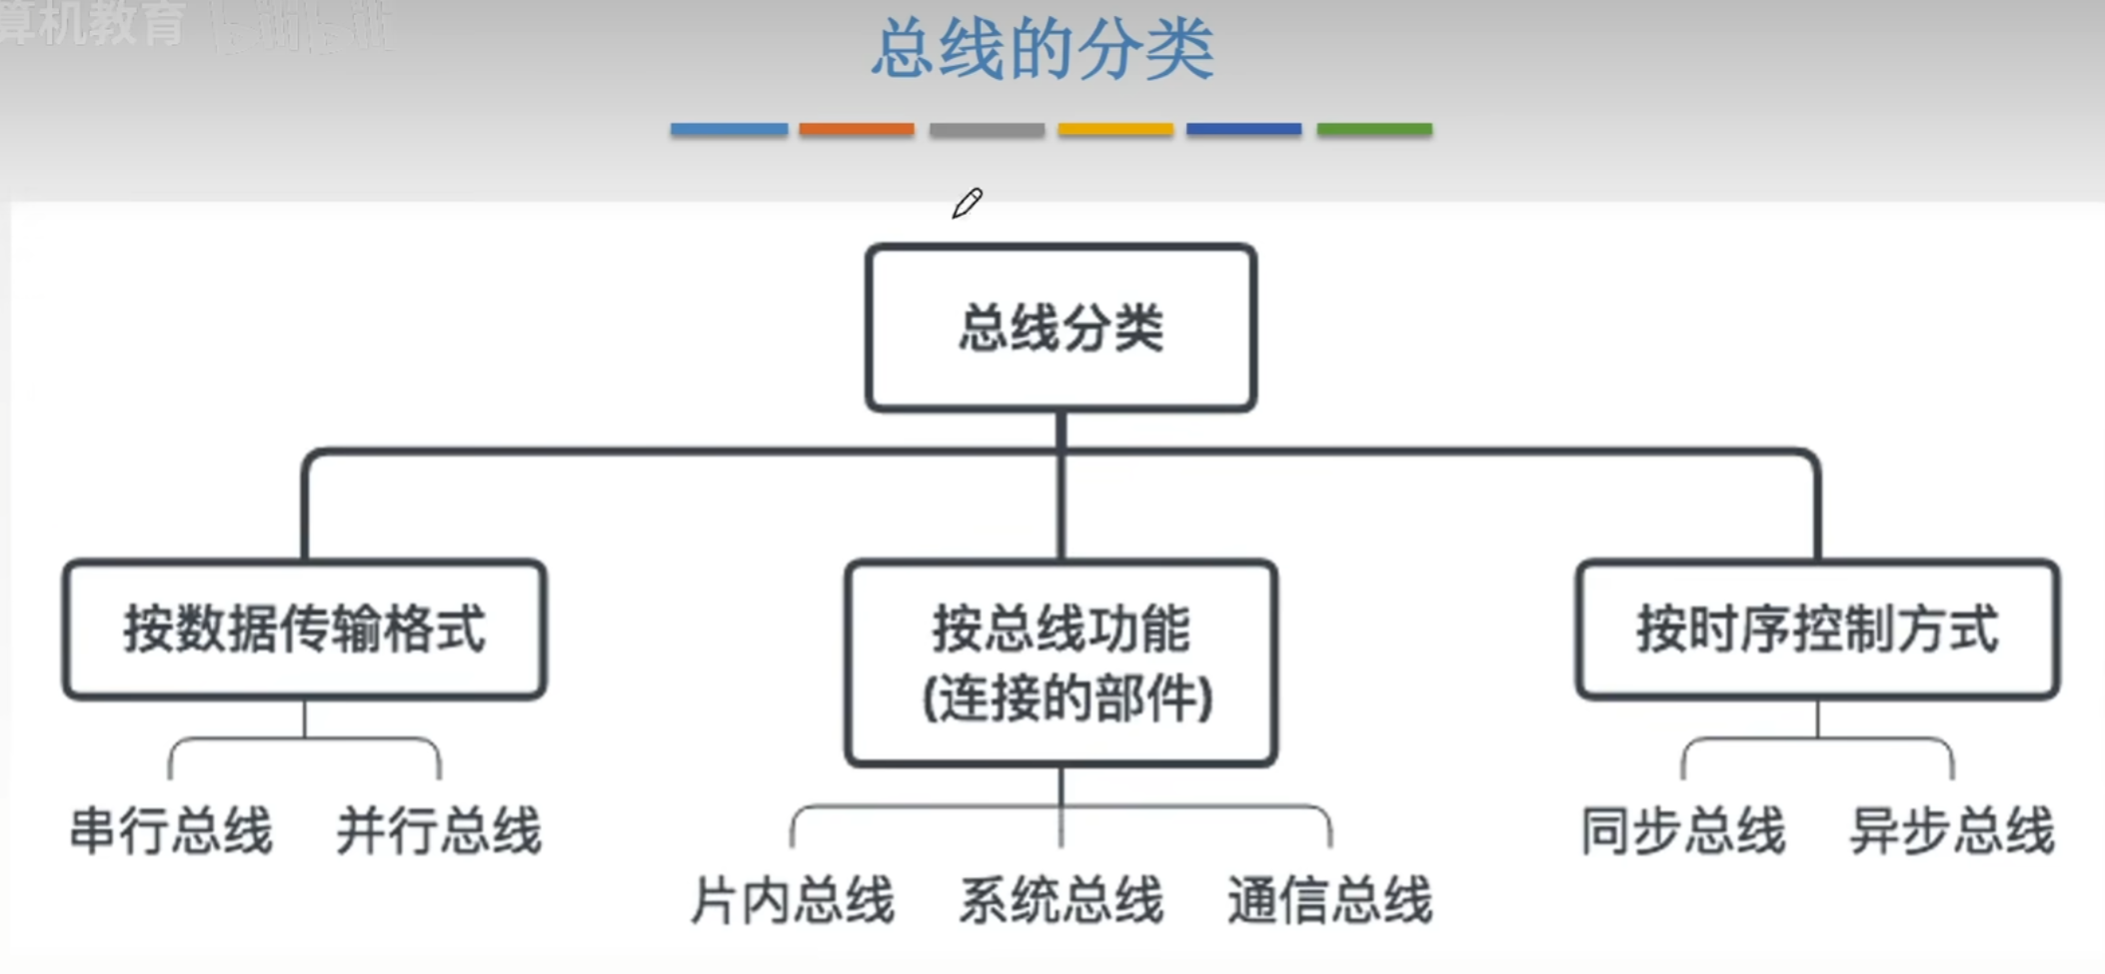 算机教育 bilibili
总线的分类
总线分类
按数据传输格式
按总线功能
(连接的部件)
按时序控制方式
串行总线
并行总线
片内总线
系统总线
通信总线
同步总线
异步总线